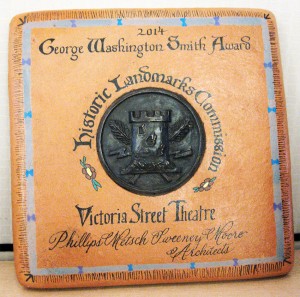 2014
George Washington Smith Award
Historic Landmarks Commission
Victoria Street Theatre
Phillips Metsch Sweeney Moore
Architects